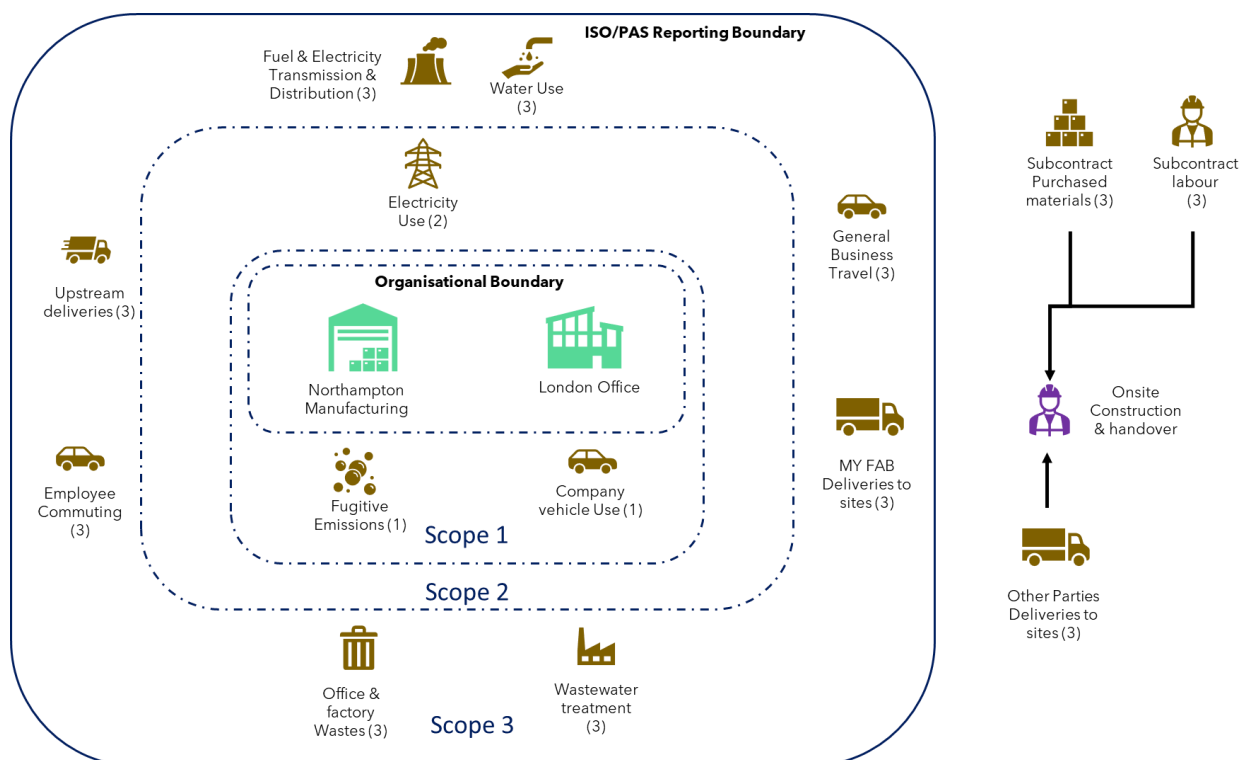 ISO/PAS Reporting Boundary
Fuel & Electricity
Transmission &
Distribution (3)
Water Use
(3)
Electricity
Use (2)
Upstream
deliveries (3)
General
Business
Travel (3)
Organisational Boundary
Northampton
Manufacturing
London Office
Employee
Commuting
(3)
Fugitive
Emissions (1)
Company
vehicle Use (1)
MY FAB
Deliveries to
sites (3)
Scope 1
Scope 2
Office &
factory
Wastes (3)
Wastewater
treatment
(3)
Scope 3
Subcontract
Purchased
materials (3)
Subcontract
labour
(3)
Onsite
Construction
& handover
Other Parties
Deliveries to
sites (3)